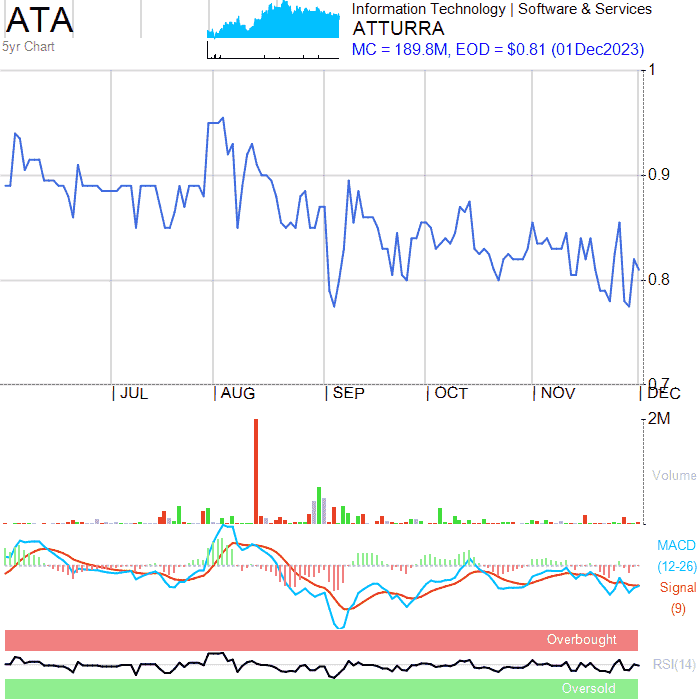 ATA
5yr Chart
Information Technology | Software & Services
ATTURRA
MC = 189.8M, EOD = $0.81 (01Dec2023)
1
0.9
0.8
0.7
| JUL | AUG | SEP | OCT | NOV | DEC
2M
Volume
MACD
(12-26)
Signal
(9)
Overbought
RSI(14)
Oversold